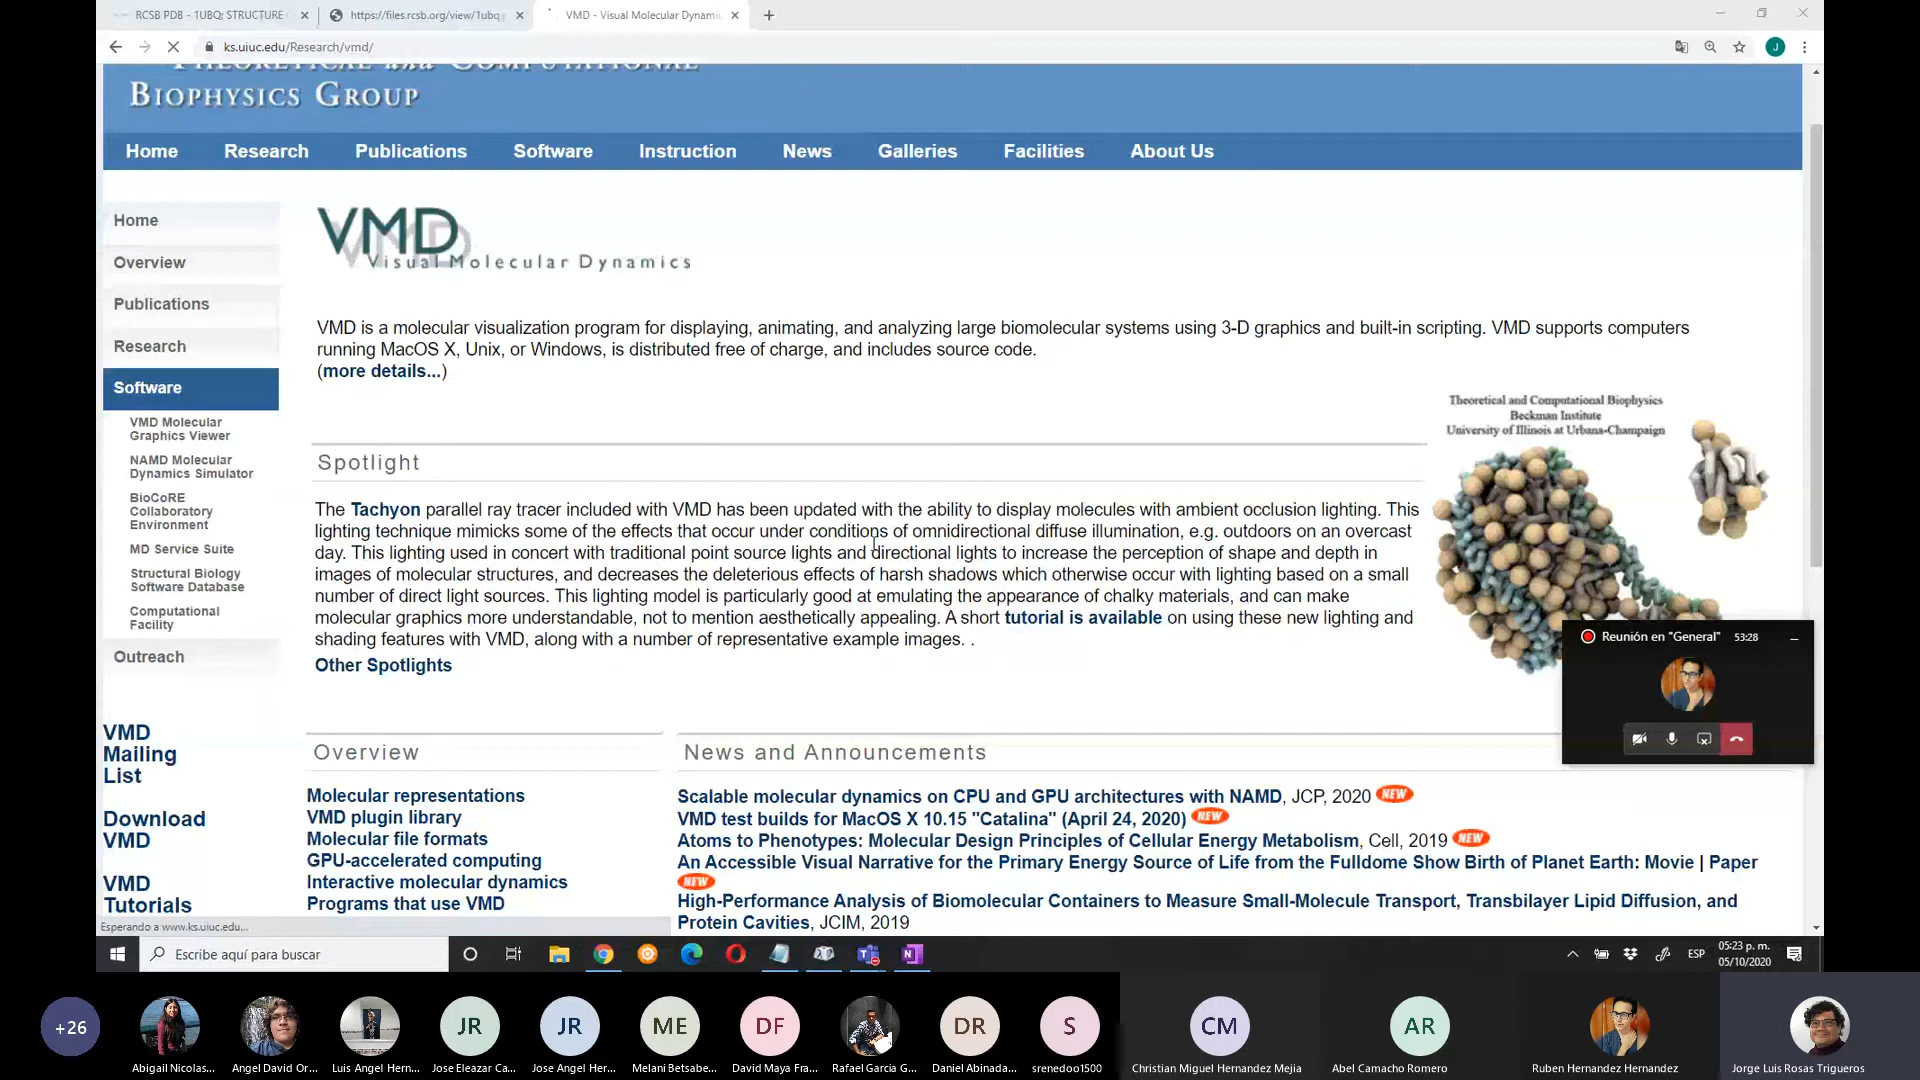 RCSB PDB - 1UBQ: STRUCTURE
https://files.rcsb.org/view/1ubq.p
VMD - Visual Molecular Dynami
ks.uiuc.edu/Research/vmd/
J
THEORETICAL and COMPUTATIONAL
BIOPHYSICS GROUP
Home Research Publications Software Instruction News Galleries Facilities About Us
Home
Overview
Publications
Research
Software
VMD Molecular
Graphics Viewer
NAMD Molecular
Dynamics Simulator
BioCoRE
Collaboratory
Environment
MD Service Suite
Structural Biology
Software Database
Computational
Facility
Outreach
VMD
Mailing
List
Download
VMD
VMD
Tutorials
Esperando a www.ks.uiuc.edu...
VMD
Visual Molecular Dynamics
VMD is a molecular visualization program for displaying, animating, and analyzing large biomolecular systems using 3-D graphics and built-in scripting. VMD supports computers
running MacOS X, Unix, or Windows, is distributed free of charge, and includes source code.
(more details...)
Theoretical and Computational Biophysics
Beckman Institute
University of Illinois at Urbana-Champaign
Spotlight
The Tachyon parallel ray tracer included with VMD has been updated with the ability to display molecules with ambient occlusion lighting. This
lighting technique mimicks some of the effects that occur under conditions of omnidirectional diffuse illumination, e.g. outdoors on an overcast
day. This lighting used in concert with traditional point source lights and directional lights to increase the perception of shape and depth in
images of molecular structures, and decreases the deleterious effects of harsh shadows which otherwise occur with lighting based on a small
number of direct light sources. This lighting model is particularly good at emulating the appearance of chalky materials, and can make
molecular graphics more understandable, not to mention aesthetically appealing. A short tutorial is available on using these new lighting and
shading features with VMD, along with a number of representative example images. .
Other Spotlights
Reunión en "General" 53:28
Overview
Molecular representations
VMD plugin library
Molecular file formats
GPU-accelerated computing
Interactive molecular dynamics
Programs that use VMD
News and Announcements
Scalable molecular dynamics on CPU and GPU architectures with NAMD, JCP, 2020 NEW
VMD test builds for MacOS X 10.15 "Catalina" (April 24, 2020) NEW
Atoms to Phenotypes: Molecular Design Principles of Cellular Energy Metabolism, Cell, 2019 NEW
An Accessible Visual Narrative for the Primary Energy Source of Life from the Fulldome Show Birth of Planet Earth: Movie | Paper
NEW
High-Performance Analysis of Biomolecular Containers to Measure Small-Molecule Transport, Transbilayer Lipid Diffusion, and
Protein Cavities, JCIM, 2019
Escribe aquí para buscar
ESP
05:23 p. m.
05/10/2020
+26 JR JR ME DF DR S CM AR
Abigail Nicolas... Angel David Or... Luis Angel Hern... Jose Eleazar Ca... Jose Angel Her... Melani Betsabe... David Maya Fra... Rafael Garcia G... Daniel Abinada... srenedoo1500 Christian Miguel Hernandez Mejia Abel Camacho Romero Ruben Hernandez Hernandez Jorge Luis Rosas Trigueros